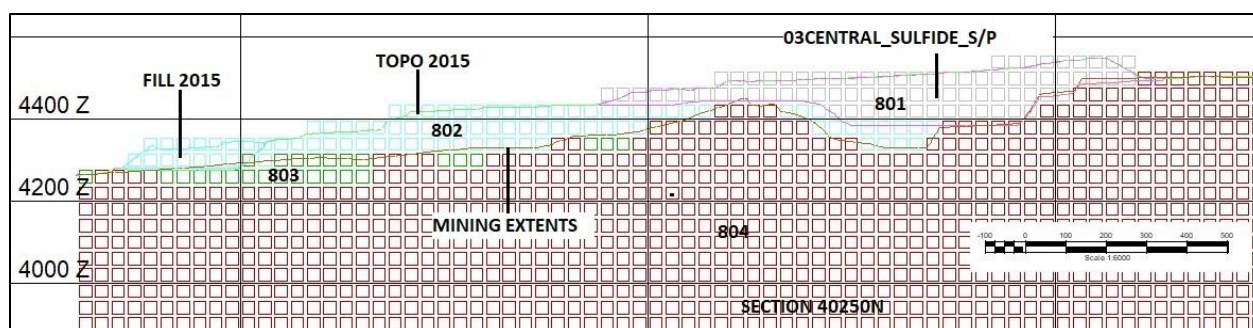 03CENTRAL_SULFIDE_S/P
TOPO 2015
FILL 2015
4400 Z
801
802
803
4200 Z
MINING EXTENTS
804
-100 0 100 200 300 400 500
Scale 1:6000
4000 Z
SECTION 40250N